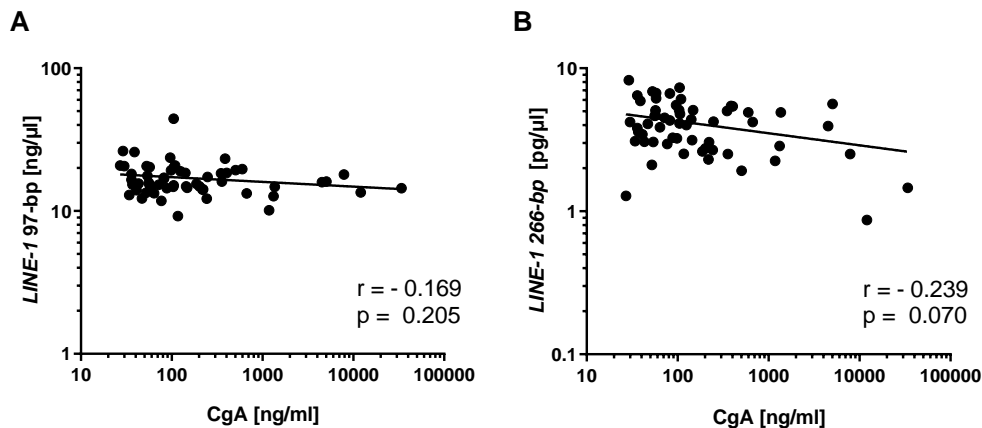 A
100
10
1
LINE-1 97-bp [ng/µl]
r = - 0.169
p = 0.205
10 100 1000 10000 100000
CgA [ng/ml]
B
10
1
0.1
LINE-1 266-bp [pg/µl]
r = - 0.239
p = 0.070
10 100 1000 10000 100000
CgA [ng/ml]